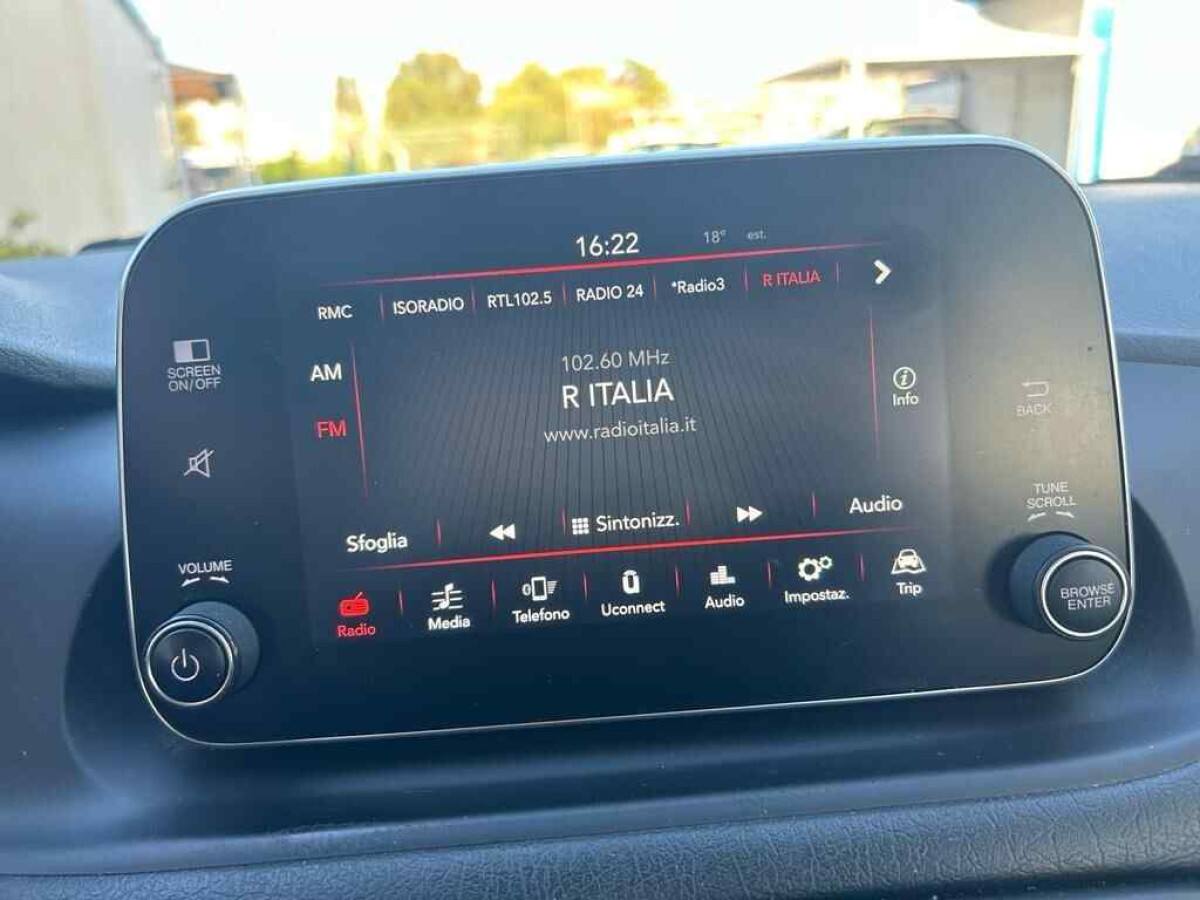 16:22 18° est.
RMC ISORADIO RTL102.5 RADIO 24 *Radio3 R ITALIA
SCREEN
ON/OFF
AM
FM
102.60 MHz
R ITALIA
www.radioitalia.it
Info
BACK
TUNE
SCROLL
Sfoglia Sintonizz. Audio
VOLUME
Radio Media Telefono Uconnect Audio Impostaz. Trip
BROWSE
ENTER